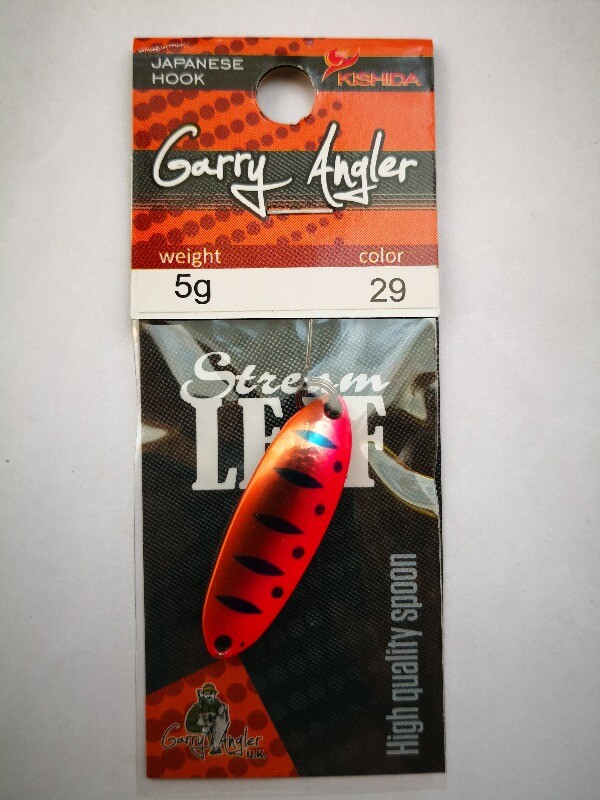 JAPANESE
HOOK
KISHIDA
Garry Angler
weight
color
5g
29
Stream
LEAF
High quality spoon
Garry Angler
U.K.